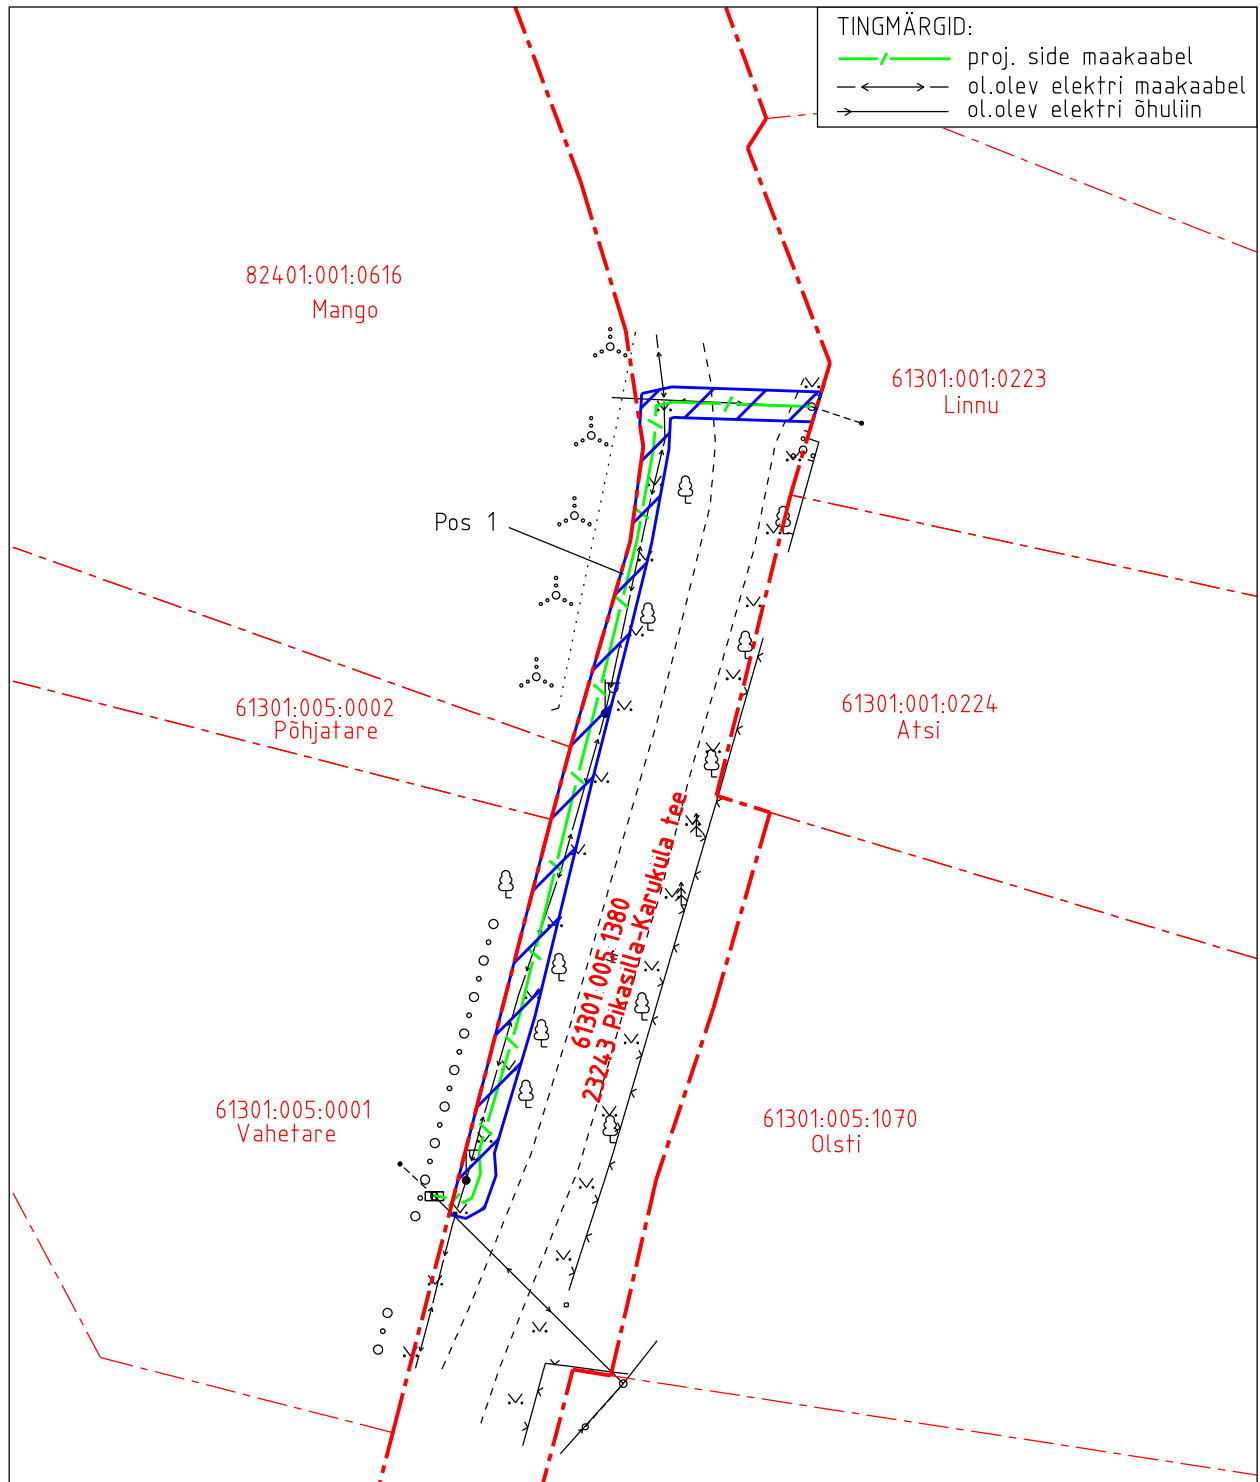 TINGMÄRGID:
proj. side maakaabel
ol.olev elektri maakaabel
ol.olev elektri õhuliin
82401:001:0616
Mango
61301:001:0223
Linnu
Pos 1
61301:005:0002
Põhjatare
61301:001:0224
Atsi
61301:005:1380
23243 Pikasilla-Karuküla tee
61301:005:0001
Vahetare
61301:005:1070
Olsti